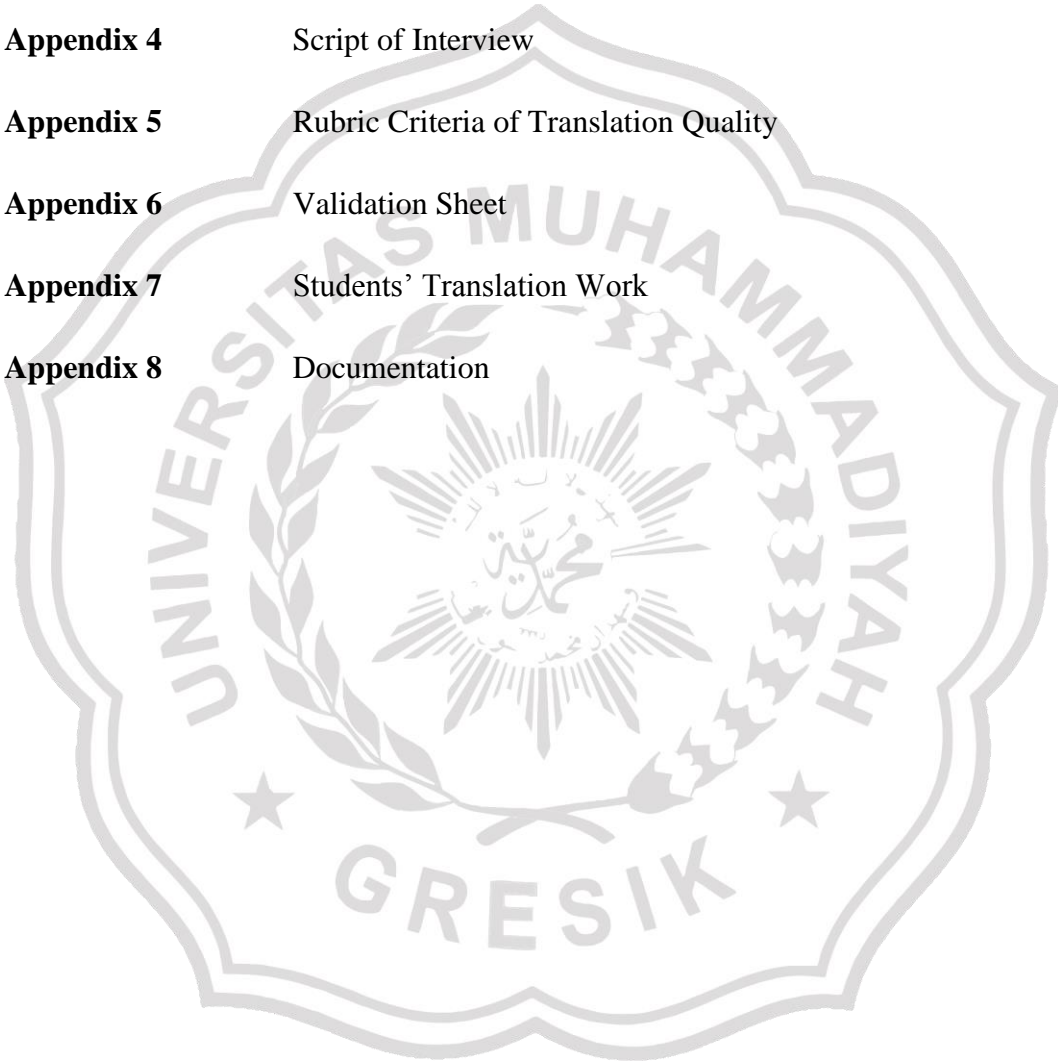 Appendix 4 Script of Interview
Appendix 5 Rubric Criteria of Translation Quality
Appendix 6 Validation Sheet
Appendix 7 Students’ Translation Work
Appendix 8 Documentation
UNIVERSITAS MUHAMMADIYAH
محمدية
GRESIK